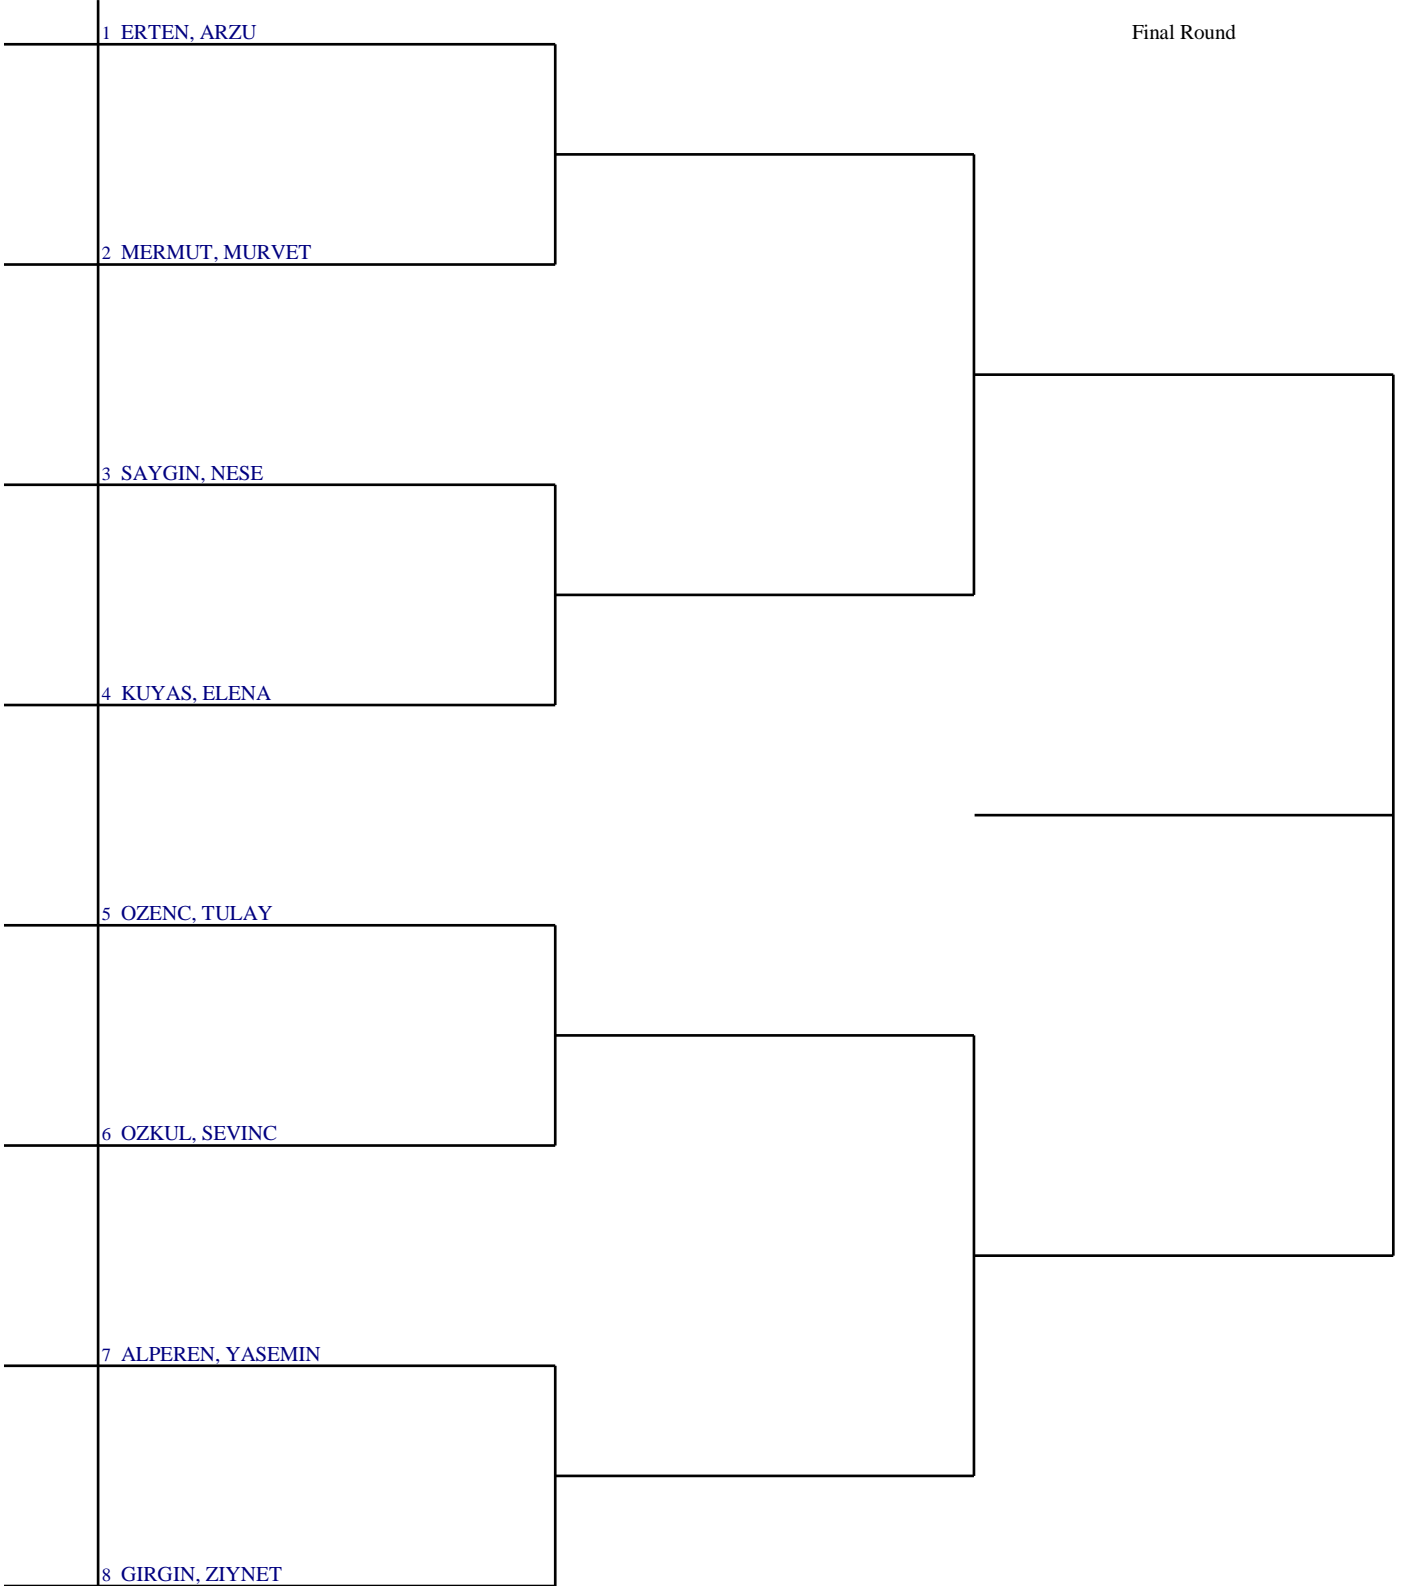 1 ERTEN, ARZU
Final Round
2 MERMUT, MURVET
3 SAYGIN, NESE
4 KUYAS, ELENA
5 OZENC, TULAY
6 OZKUL, SEVINC
7 ALPEREN, YASEMIN
8 GIRGIN, ZIYNET